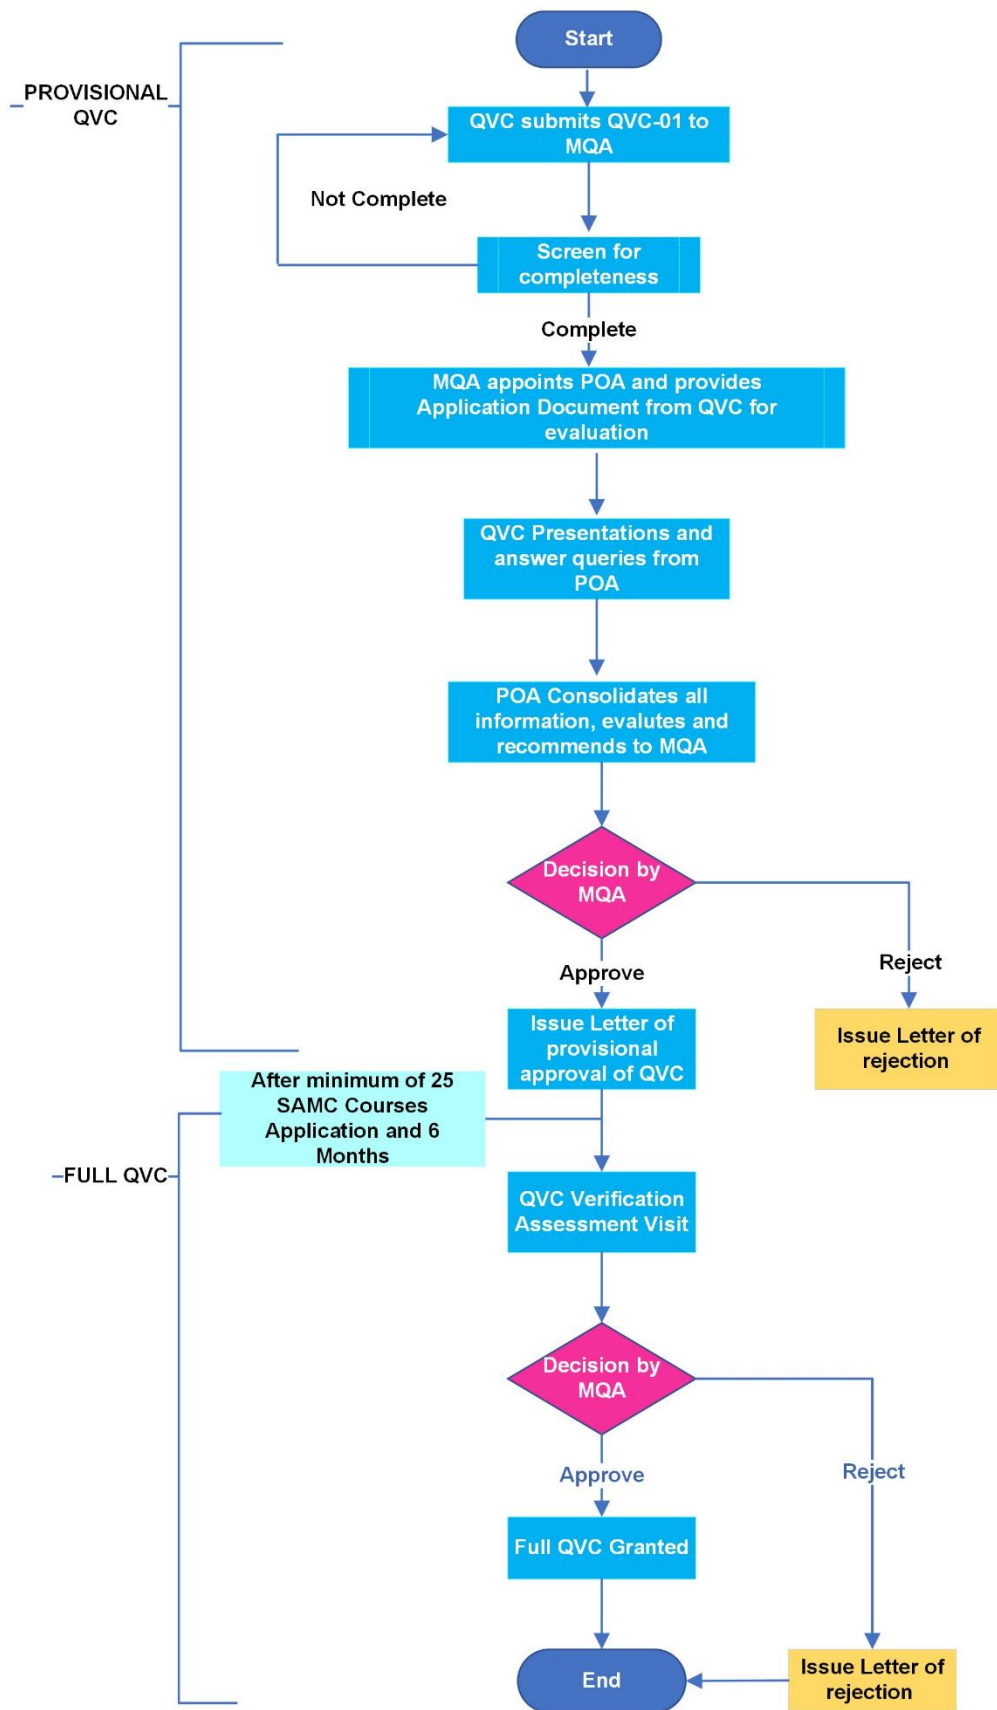 Start
PROVISIONAL
QVC
QVC submits QVC-01 to
MQA
Not Complete
Screen for
completeness
Complete
MQA appoints POA and provides
Application Document from QVC for
evaluation
QVC Presentations and
answer queries from
POA
POA Consolidates all
information, evalutes and
recommends to MQA
Decision by
MQA
Approve
Reject
Issue Letter of
provisional
approval of QVC
Issue Letter of
rejection
After minimum of 25
SAMC Courses
Application and 6
Months
FULL QVC
QVC Verification
Assessment Visit
Decision by
MQA
Approve
Reject
Full QVC Granted
End
Issue Letter of
rejection